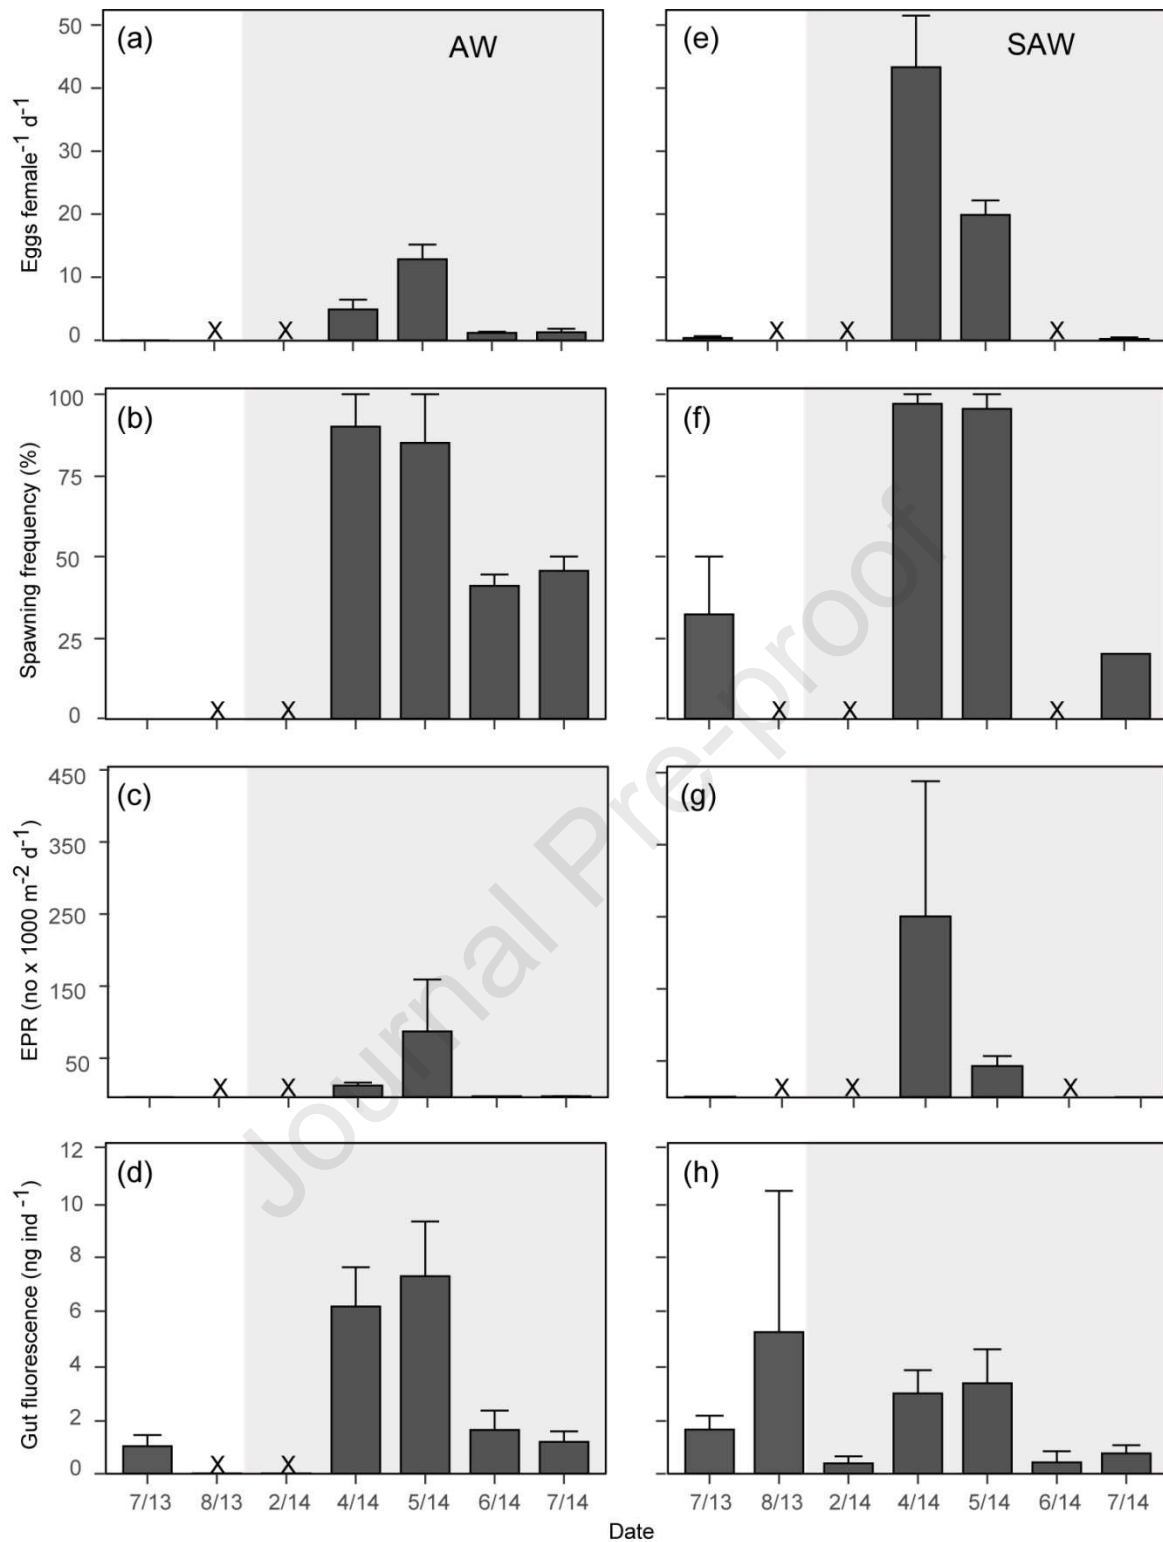 (a)
AW
(e)
SAW
Eggs female⁻¹ d⁻¹
50
40
30
20
10
0
X X
X X X
(b)
(f)
Spawning frequency (%)
100
75
50
25
0
X X
X X X
(c)
(g)
EPR (no x 1000 m⁻² d⁻¹)
450
350
250
150
50
X X
X X X
(d)
(h)
Gut fluorescence (ng ind ⁻¹)
12
10
8
6
4
2
0
X X
7/13 8/13 2/14 4/14 5/14 6/14 7/14
7/13 8/13 2/14 4/14 5/14 6/14 7/14
Date
Journal Pre-proof